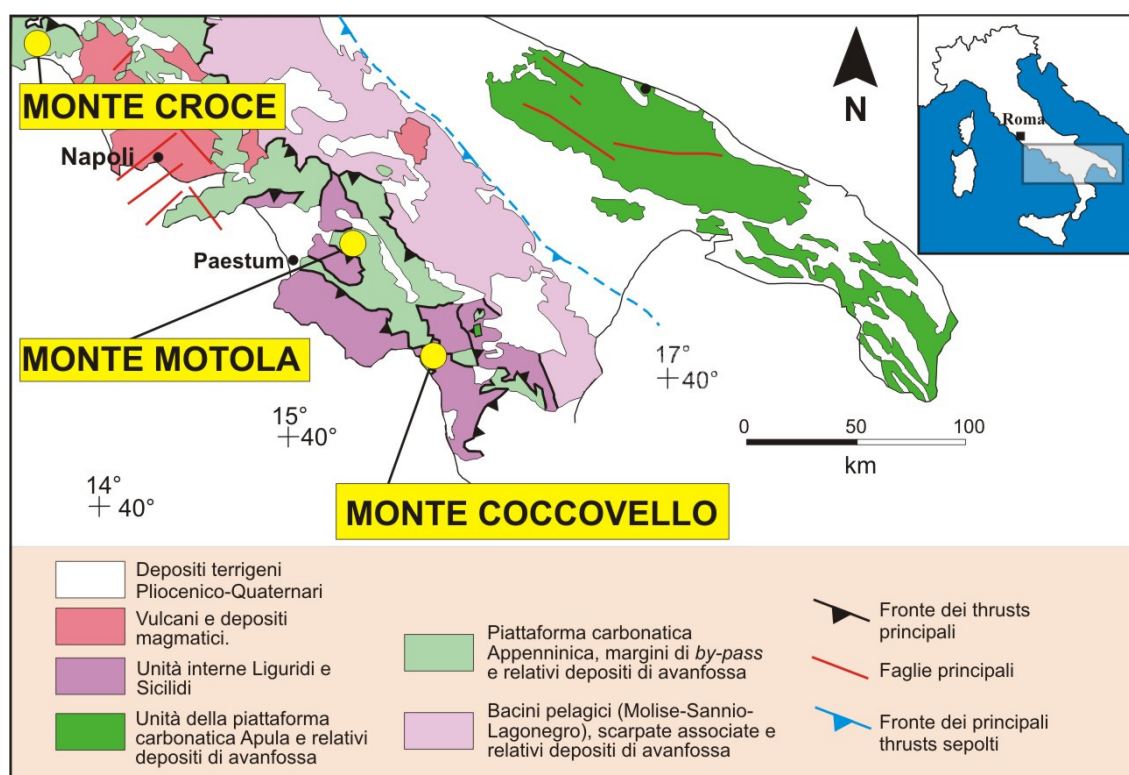 MONTE CROCE
Napoli
Paestum
MONTE MOTOLA
MONTE COCCOVELLO
N
Roma
17°
40°
15°
40°
14°
40°
0 50 100
km
Depositi terrigeni
Pliocenico-Quaternari
Vulcani e depositi
magmatici.
Unità interne Liguridi e
Sicilidi
Unità della piattaforma
carbonatica Apula e relativi
depositi di avanfossa
Piattaforma carbonatica
Appenninica, margini di by-pass
e relativi depositi di avanfossa
Bacini pelagici (Molise-Sannio-
Lagonegro), scarpate associate e
relativi depositi di avanfossa
Fronte dei thrusts
principali
Faglie principali
Fronte dei principali
thrusts sepolti